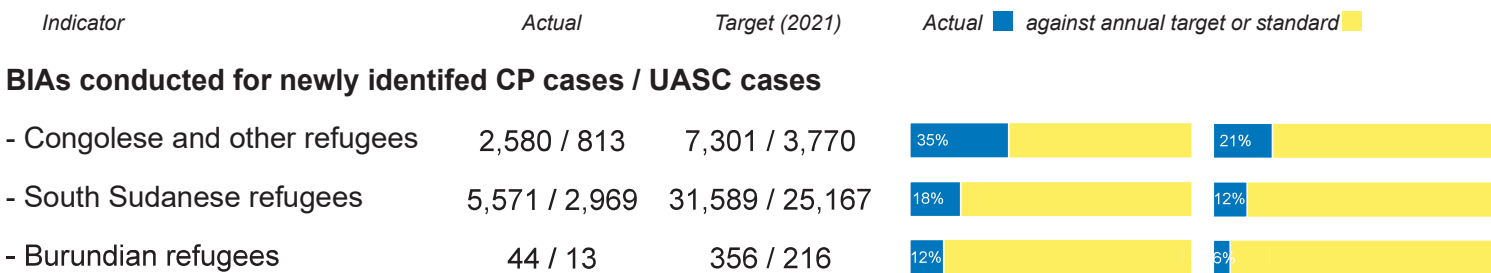 Indicator Actual Target (2021) Actual against annual target or standard
BIAs conducted for newly identifed CP cases / UASC cases
- Congolese and other refugees 2,580 / 813 7,301 / 3,770 35% 21%
- South Sudanese refugees 5,571 / 2,969 31,589 / 25,167 18% 12%
- Burundian refugees 44 / 13 356 / 216 12% 6%